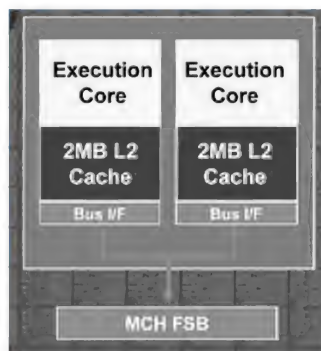 Execution
Core
Execution
Core
2MB L2
Cache
2MB L2
Cache
Bus I/F
Bus I/F
MCH FSB